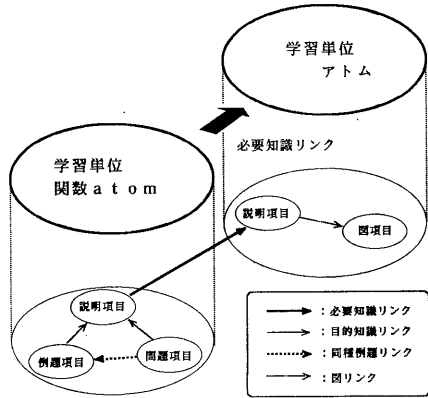 学習単位
アトム
必要知識リンク
学習単位
関数atom
説明項目
図項目
説明項目
例題項目
問題項目
：必要知識リンク
：目的知識リンク
：同種例題リンク
：図リンク